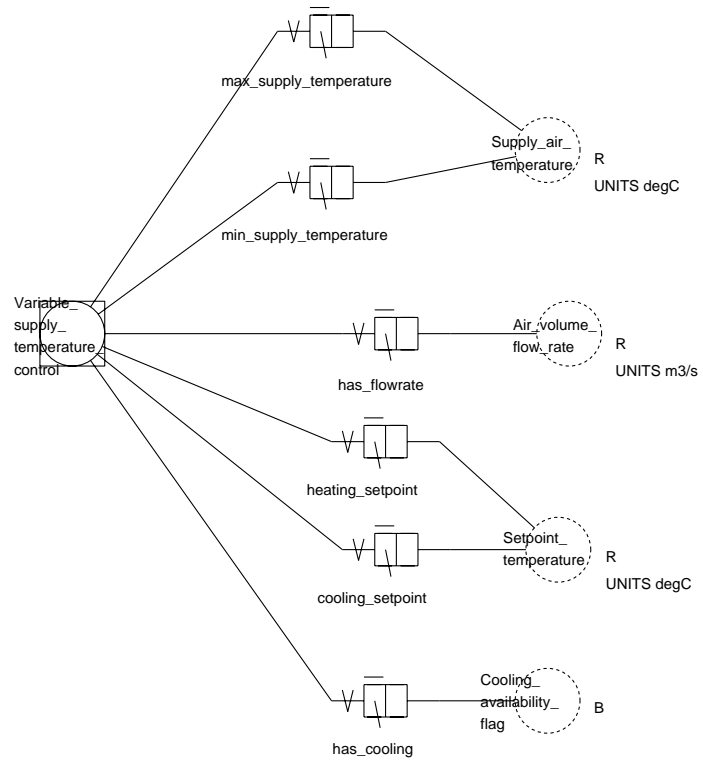 max_supply_temperature
Supply_air_
temperature
R
UNITS degC
min_supply_temperature
Variable_
supply_
temperature_
control
Air_volume_
flow_rate
R
UNITS m3/s
has_flowrate
heating_setpoint
Setpoint_
temperature
R
UNITS degC
cooling_setpoint
Cooling_
availability_
flag
B
has_cooling